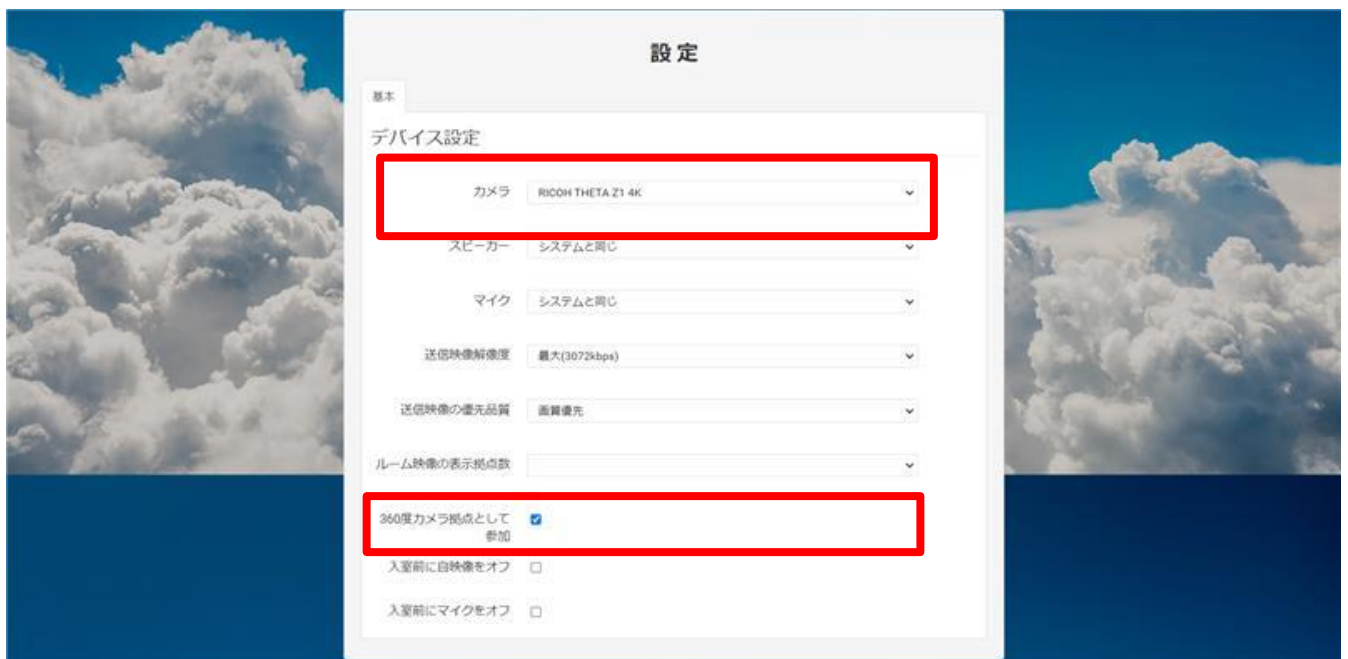 設定
基本
デバイス設定
カメラ RICOH THETA Z1 4K
スピーカー システムと同じ
マイク システムと同じ
送信映像解像度 最大(3072kbps)
送信映像の優先品質 画質優先
ルーム映像の表示拠点数
360度カメラ拠点として
参加
入室前に自映像をオフ
入室前にマイクをオフ